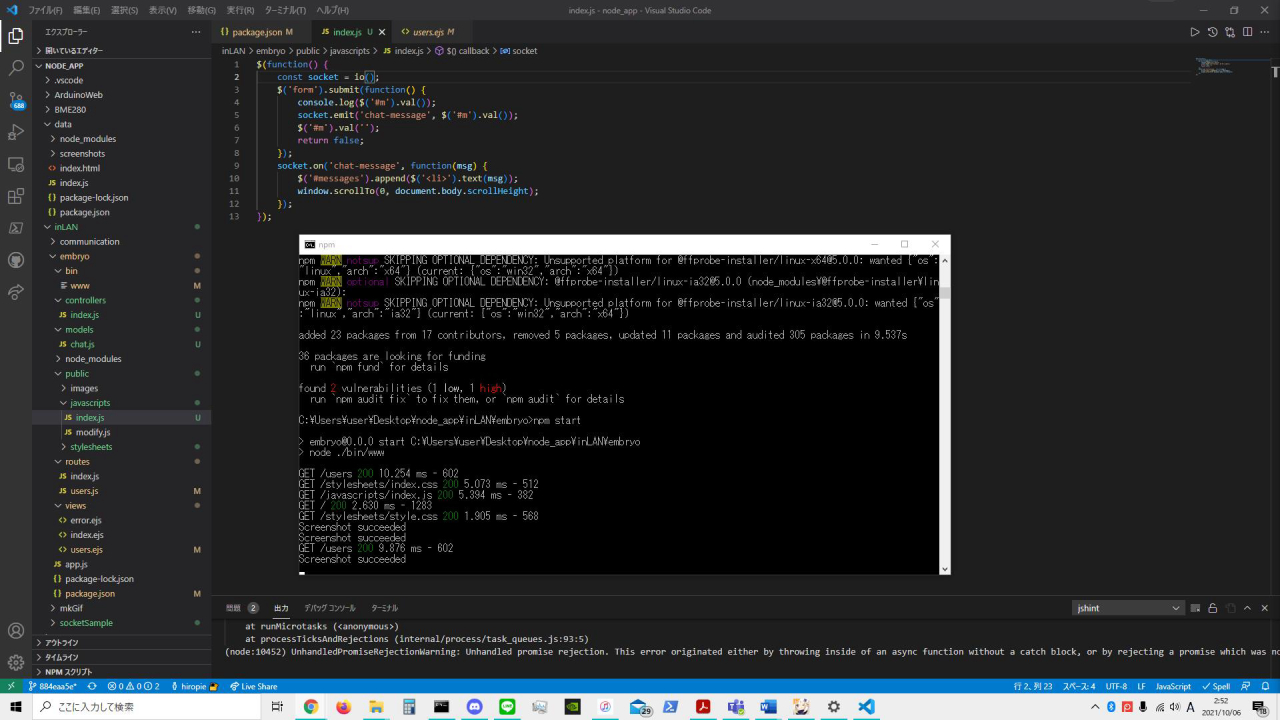 ファイル(F) 編集(E) 選択(S) 表示(V) 移動(G) 実行(R) ターミナル(T) ヘルプ(H) index.js - node_app - Visual Studio Code
エクスプローラー ···
開いているエディター
NODE_APP
.vscode
ArduinoWeb
BME280
data
node_modules
screenshots
index.html
JS index.js
{} package-lock.json
{} package.json
inLAN
communication
embryo
bin
www M
controllers
JS index.js U
models
JS chat.js U
node_modules
public
images
javascripts
JS index.js U
JS modify.js
stylesheets
routes
JS index.js
JS users.js M
views
<> error.ejs
<> index.ejs
<> users.ejs M
JS app.js
{} package-lock.json
{} package.json M
mkGif
socketSample
アウトライン
タイムライン
NPM スクリプト
688
{} package.json M JS index.js U <> users.ejs M
inLAN > embryo > public > javascripts > JS index.js > $() callback > socket
1 $(function() {
2 const socket = io();
3 $('form').submit(function() {
4 console.log($('#m').val());
5 socket.emit('chat-message', $('#m').val());
6 $('#m').val('');
7 return false;
8 });
9 socket.on('chat-message', function(msg) {
10 $('#messages').append($('<li>').text(msg));
11 window.scrollTo(0, document.body.scrollHeight);
12 });
13 });
npm
npm WARN notsup SKIPPING OPTIONAL DEPENDENCY: Unsupported platform for @ffprobe-installer/linux-x64@5.0.0: wanted {"os":
"linux","arch":"x64"} (current: {"os":"win32","arch":"x64"})
npm WARN optional SKIPPING OPTIONAL DEPENDENCY: @ffprobe-installer/linux-ia32@5.0.0 (node_modules¥@ffprobe-installer¥lin
ux-ia32):
npm WARN notsup SKIPPING OPTIONAL DEPENDENCY: Unsupported platform for @ffprobe-installer/linux-ia32@5.0.0: wanted {"os"
:"linux","arch":"ia32"} (current: {"os":"win32","arch":"x64"})
added 23 packages from 17 contributors, removed 5 packages, updated 11 packages and audited 305 packages in 9.537s
36 packages are looking for funding
run `npm fund` for details
found 2 vulnerabilities (1 low, 1 high)
run `npm audit fix` to fix them, or `npm audit` for details
C:¥Users¥user¥Desktop¥node_app¥inLAN¥embryo>npm start
> embryo@0.0.0 start C:¥Users¥user¥Desktop¥node_app¥inLAN¥embryo
> node ./bin/www
GET /users 200 10.254 ms - 602
GET /stylesheets/index.css 200 5.073 ms - 512
GET /javascripts/index.js 200 5.394 ms - 382
GET / 200 2.630 ms - 1283
GET /stylesheets/style.css 200 1.905 ms - 568
Screenshot succeeded
Screenshot succeeded
GET /users 200 9.876 ms - 602
Screenshot succeeded
問題 2 出力 デバッグ コンソール ターミナル jshint
at runMicrotasks (<anonymous>)
at processTicksAndRejections (internal/process/task_queues.js:93:5)
(node:10452) UnhandledPromiseRejectionWarning: Unhandled promise rejection. This error originated either by throwing inside of an async function without a catch block, or by rejecting a promise which was no
884eaa5e* 0 0 2 hiropie Live Share 行 2, 列 23 スペース: 4 UTF-8 LF JavaScript Spell
ここに入力して検索 29 A 2:52
2021/10/06 18